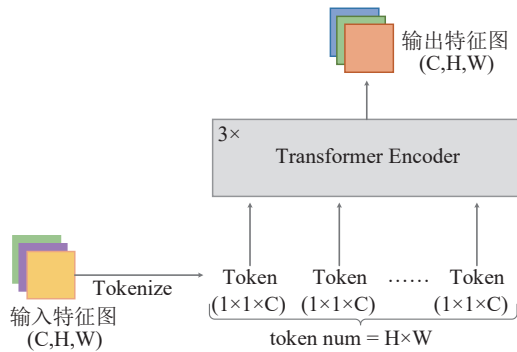 输出特征图
(C,H,W)
3×
Transformer Encoder
Tokenize
输入特征图
(C,H,W)
Token Token …… Token
(1×1×C) (1×1×C) (1×1×C)
token num = H×W